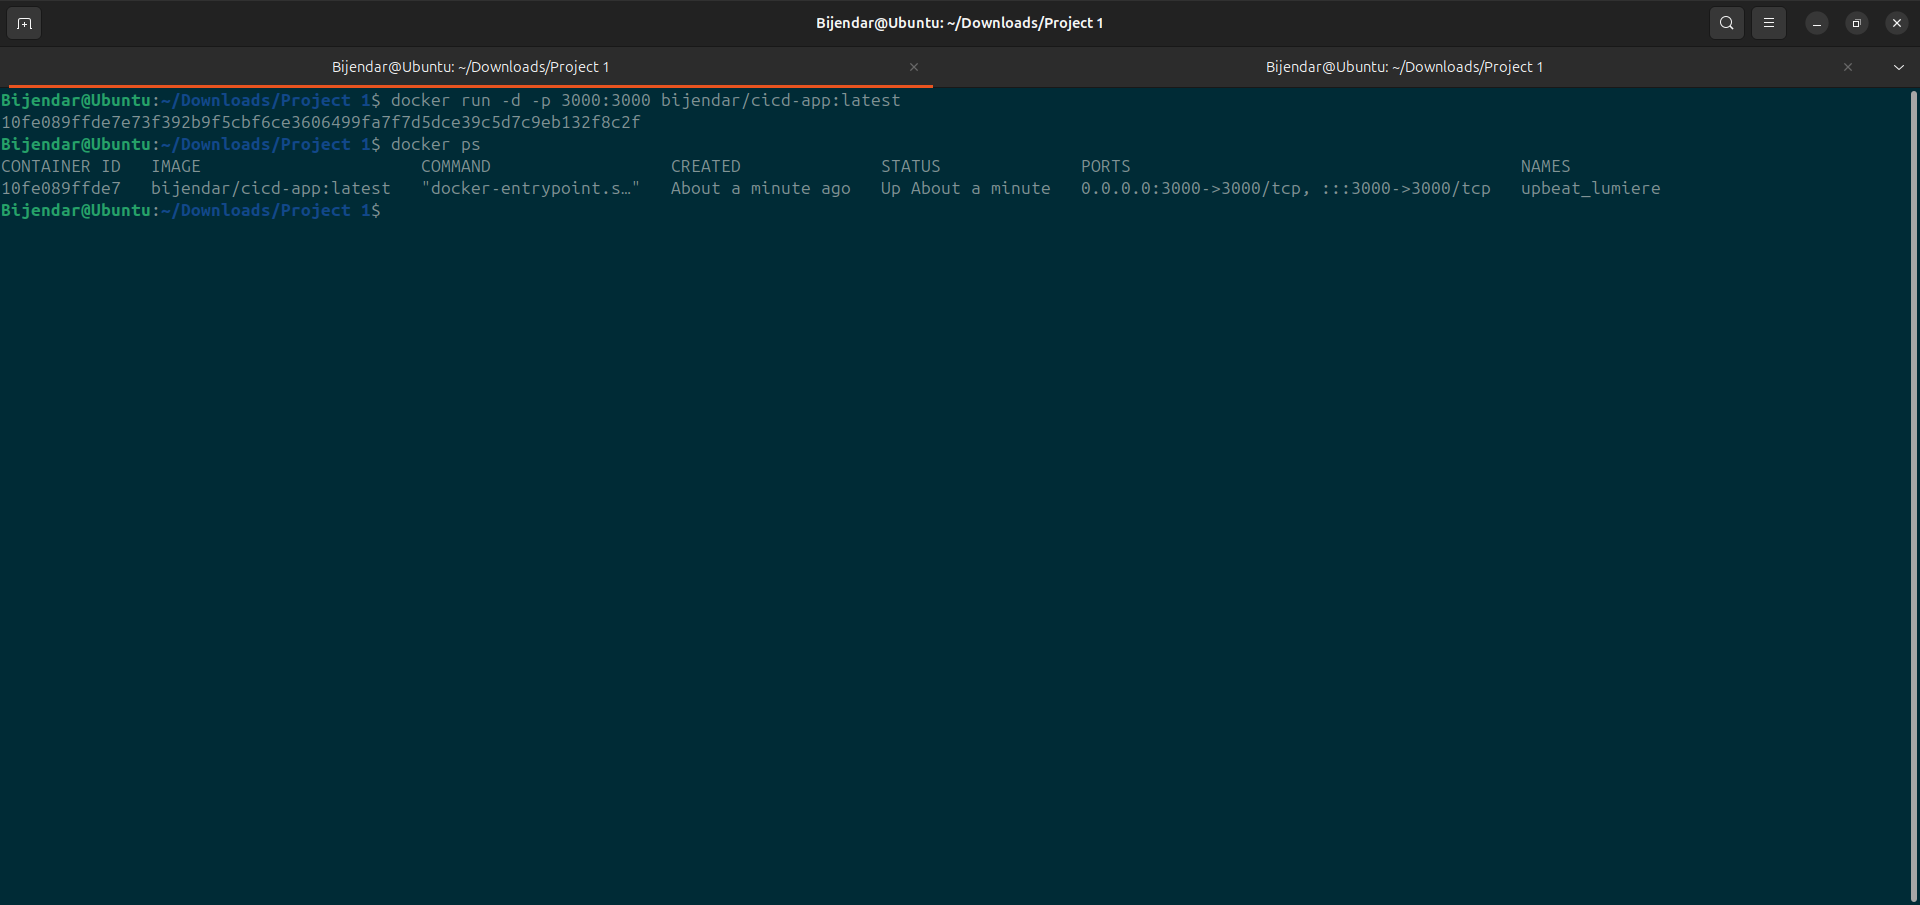 Bijendar@Ubuntu: ~/Downloads/Project 1
Bijendar@Ubuntu: ~/Downloads/Project 1
Bijendar@Ubuntu: ~/Downloads/Project 1
Bijendar@Ubuntu:~/Downloads/Project 1$ docker run -d -p 3000:3000 bijendar/cicd-app:latest
10fe089ffde7e73f392b9f5cbf6ce3606499fa7f7d5dce39c5d7c9eb132f8c2f
Bijendar@Ubuntu:~/Downloads/Project 1$ docker ps
CONTAINER ID   IMAGE                      COMMAND                  CREATED              STATUS              PORTS                                       NAMES
10fe089ffde7   bijendar/cicd-app:latest   "docker-entrypoint.s…"   About a minute ago   Up About a minute   0.0.0.0:3000->3000/tcp, :::3000->3000/tcp   upbeat_lumiere
Bijendar@Ubuntu:~/Downloads/Project 1$